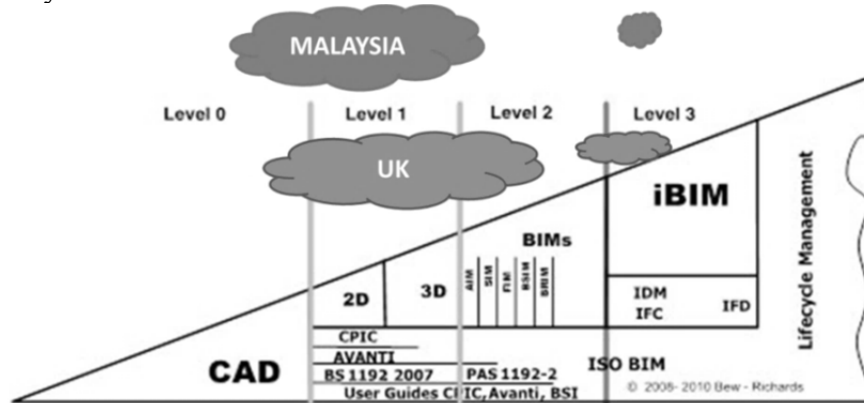 MALAYSIA
Level 0
Level 1
Level 2
Level 3
UK
iBIM
BIMs
2D
3D
AIM
SIM
FIM
BSIM
BRIM
IDM
IFC
IFD
Lifecycle Management
CAD
CPIC
AVANTI
BS 1192 2007
PAS 1192-2
User Guides CPIC, Avanti, BSI
ISO BIM
© 2008-2010 Bew - Richards